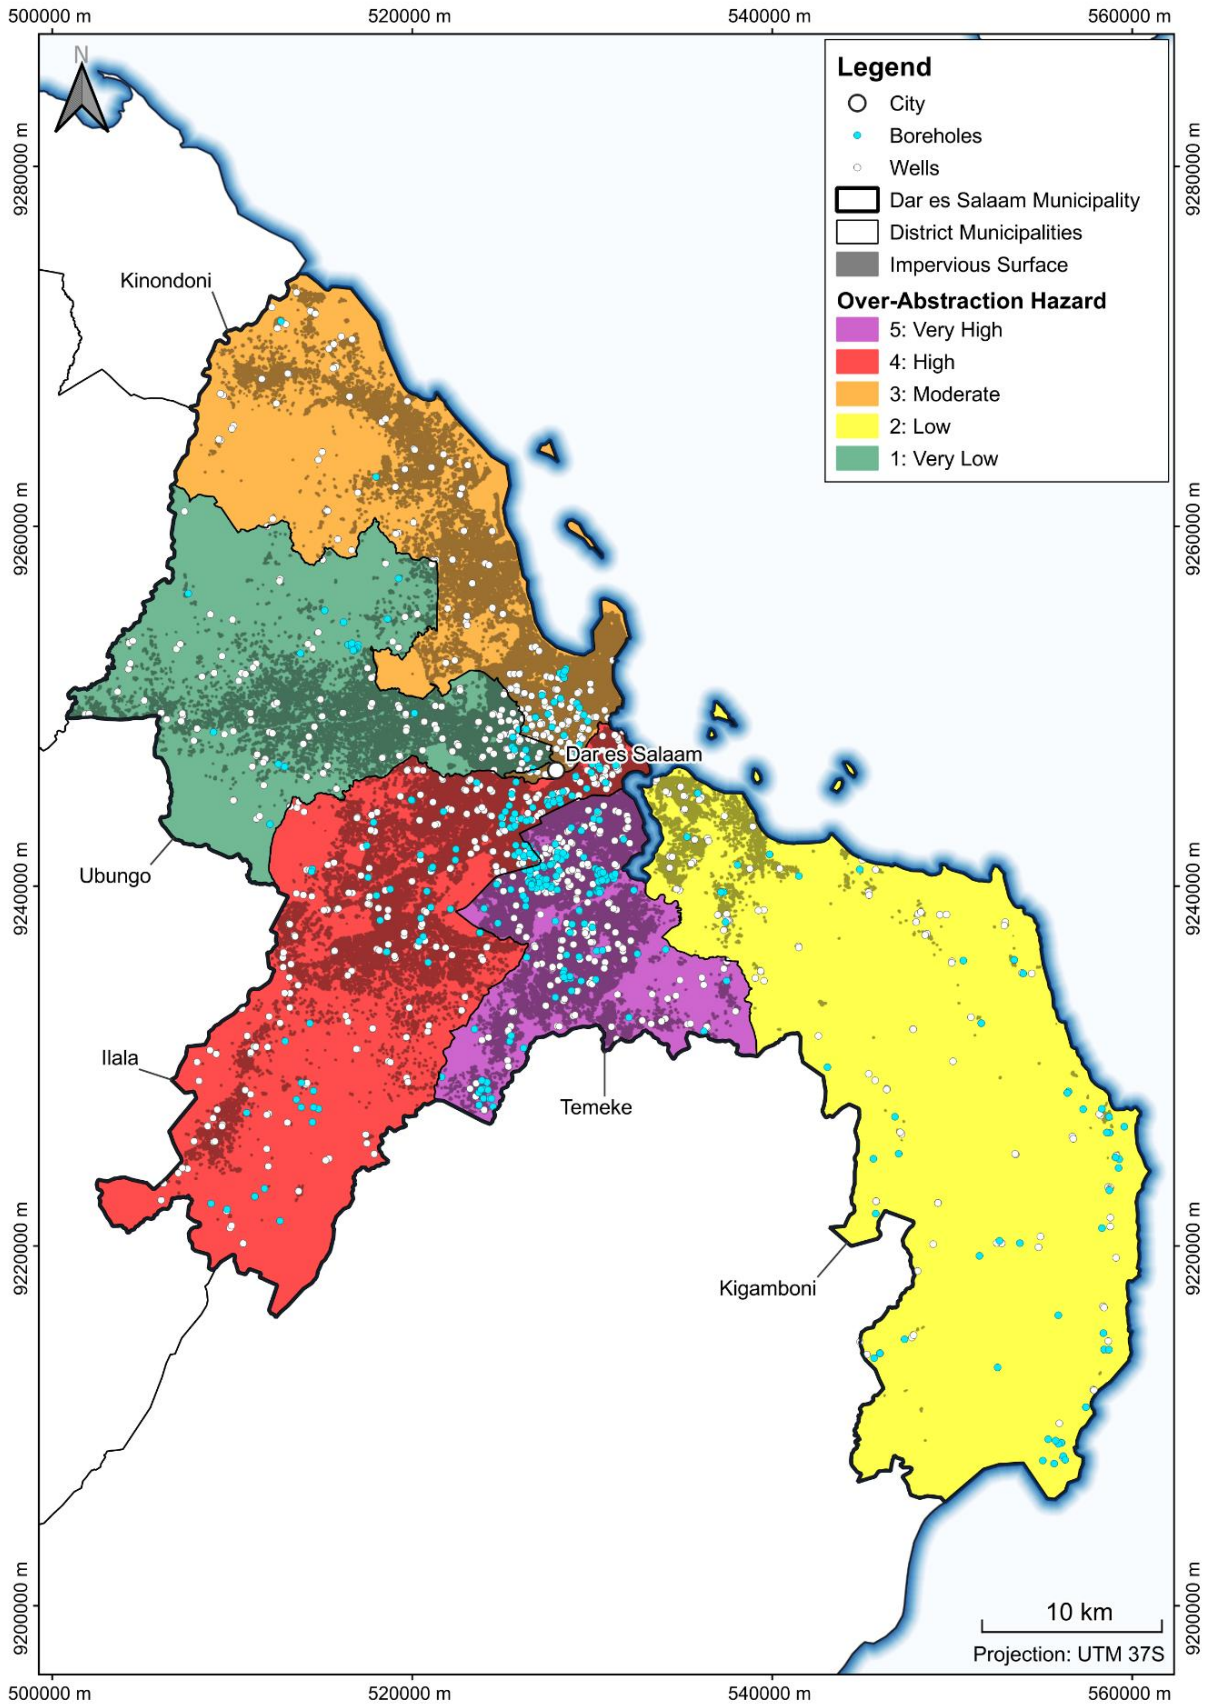 500000 m
520000 m
540000 m
560000 m
N
Legend
City
Boreholes
Wells
Dar es Salaam Municipality
District Municipalities
Impervious Surface
Over-Abstraction Hazard
5: Very High
4: High
3: Moderate
2: Low
1: Very Low
9280000 m
9280000 m
Kinondoni
9260000 m
9260000 m
Dar es Salaam
Ubungo
9240000 m
9240000 m
Ilala
Temeke
9220000 m
9220000 m
Kigamboni
9200000 m
9200000 m
10 km
Projection: UTM 37S
500000 m
520000 m
540000 m
560000 m